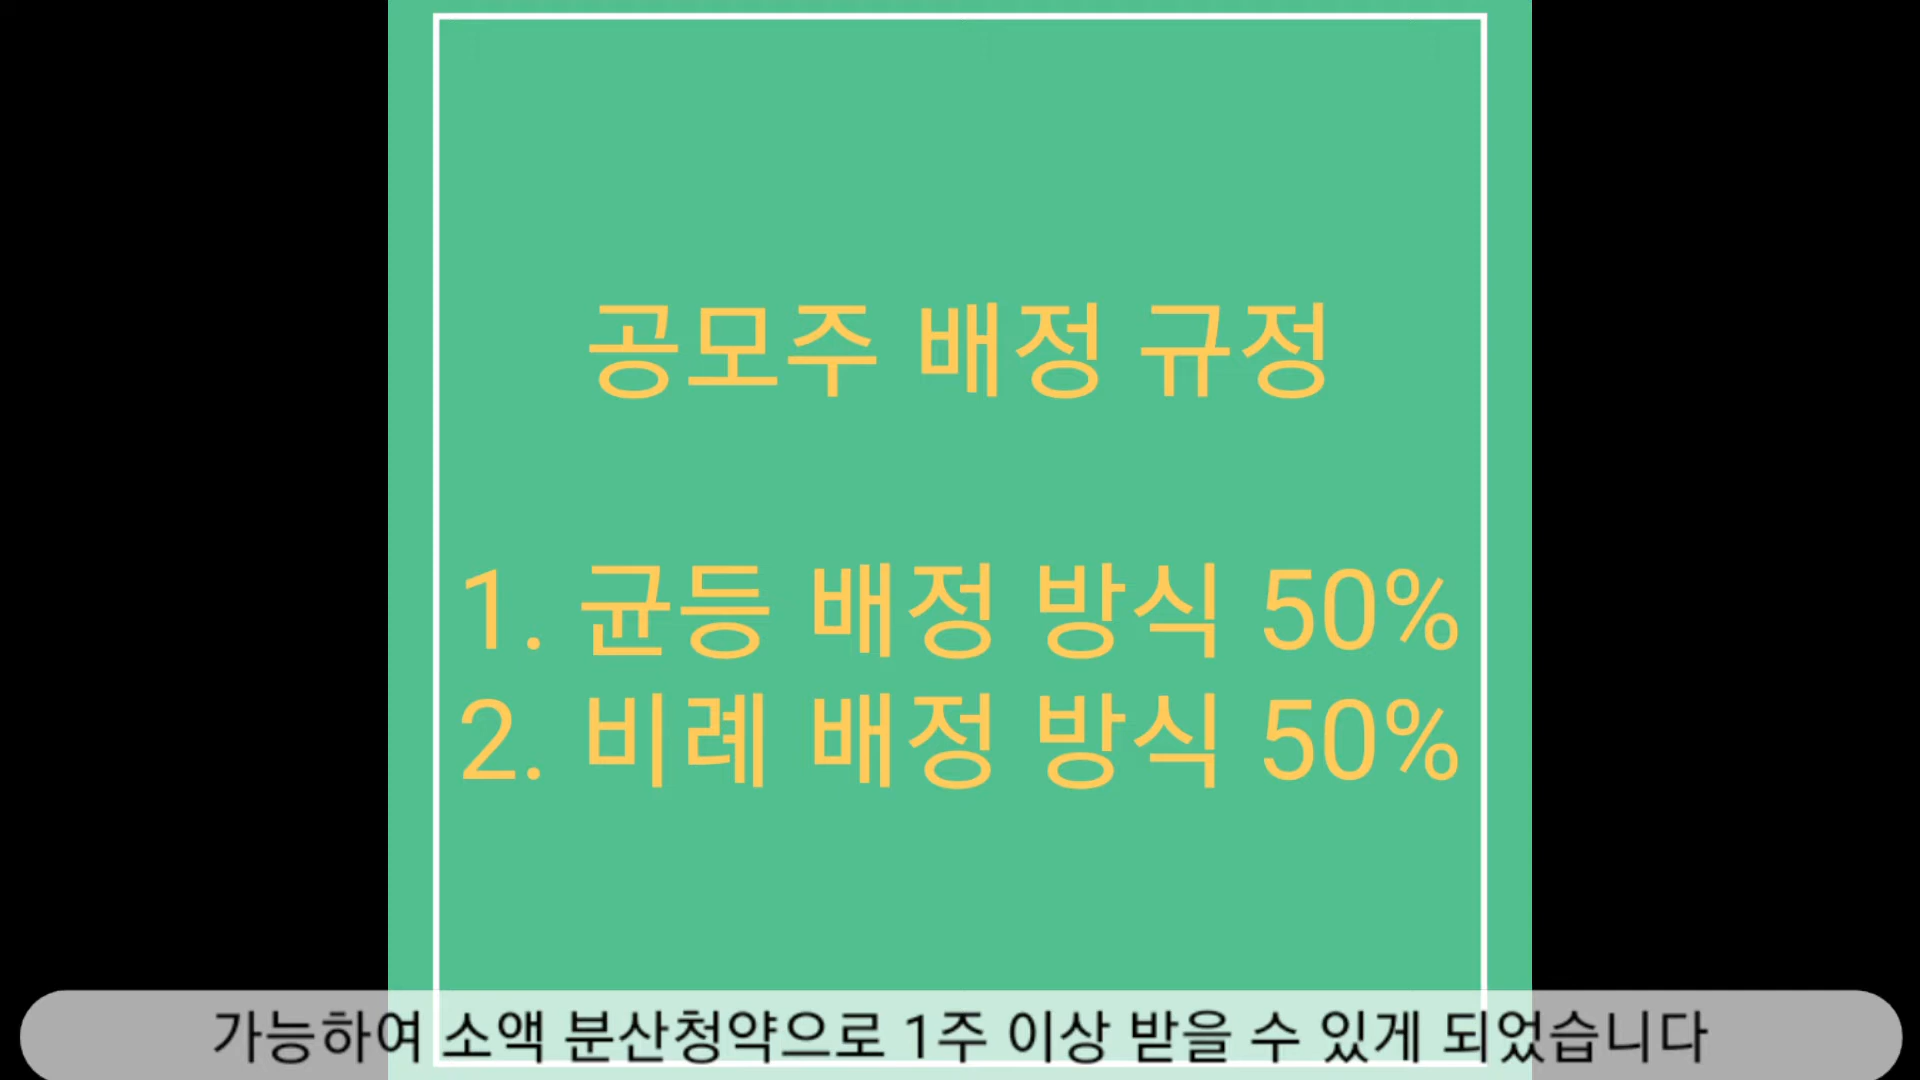 공모주 배정 규정
1. 균등 배정 방식 50%
2. 비례 배정 방식 50%
가능하여 소액 분산청약으로 1주 이상 받을 수 있게 되었습니다